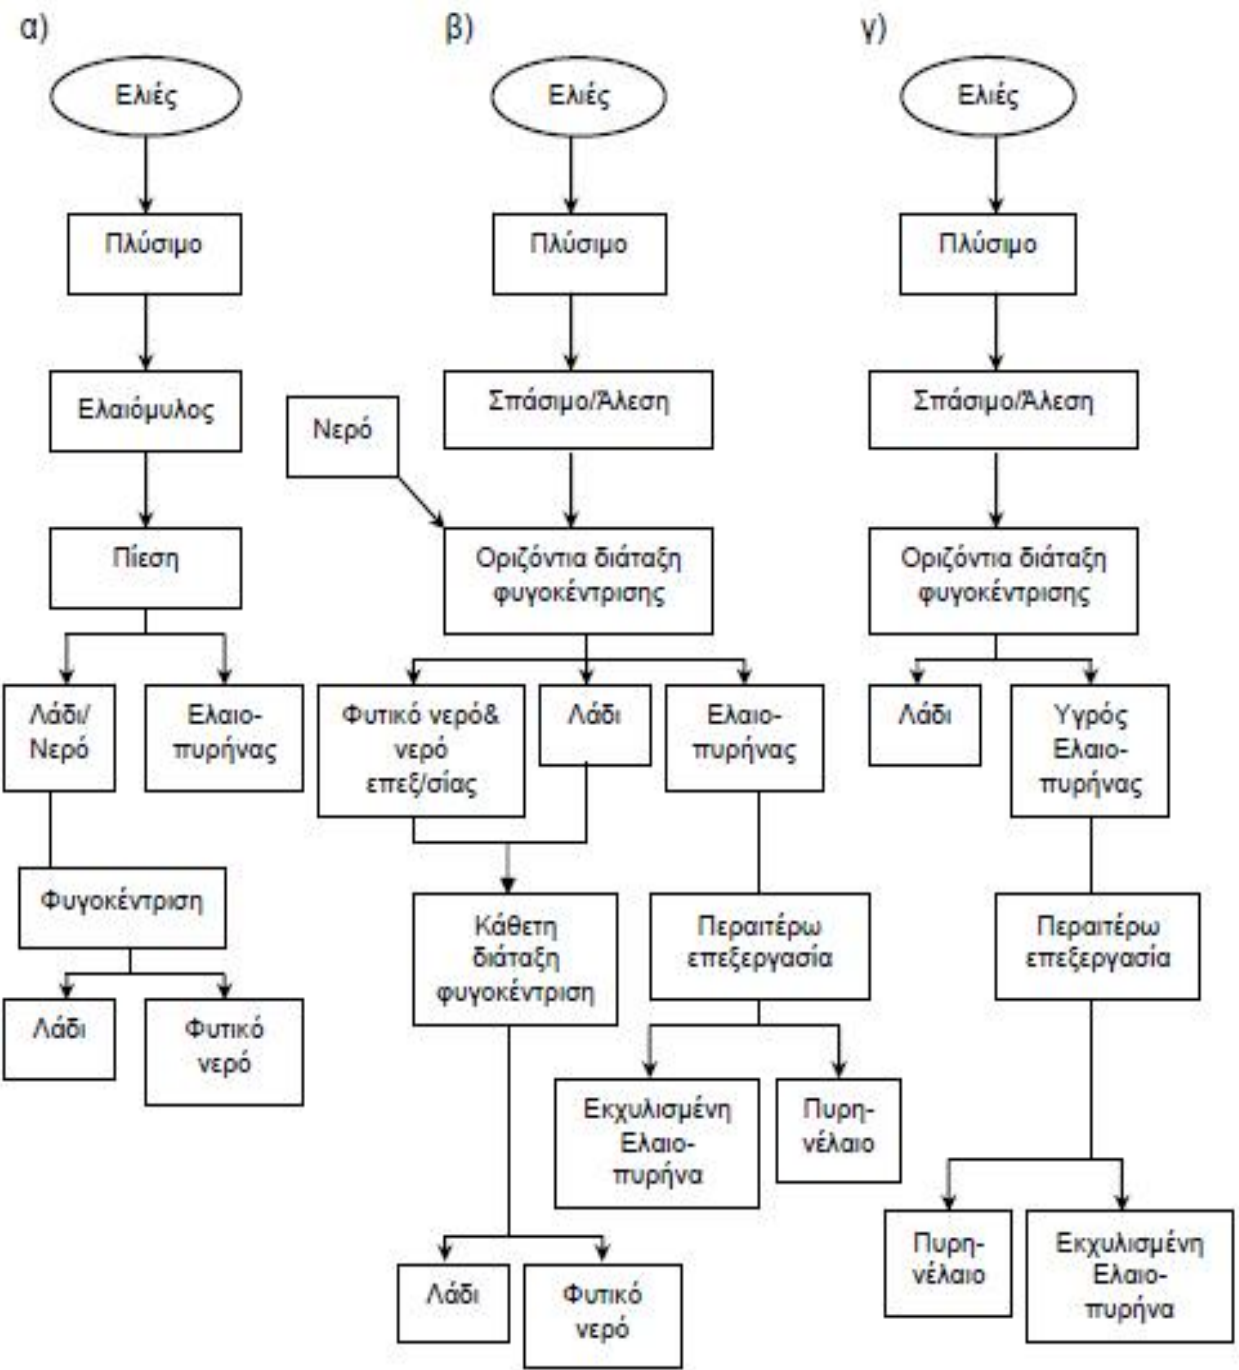 α)
Ελιές
Πλύσιμο
Ελαιόμυλος
Πίεση
Λάδι/
Νερό
Ελαιο-
πυρήνας
Φυγοκέντριση
Λάδι
Φυτικό
νερό
β)
Ελιές
Πλύσιμο
Σπάσιμο/Άλεση
Νερό
Οριζόντια διάταξη
φυγοκέντρισης
Φυτικό νερό&
νερό
επεξ/σίας
Λάδι
Ελαιο-
πυρήνας
Κάθετη
διάταξη
φυγοκέντριση
Περαιτέρω
επεξεργασία
Εκχυλισμένη
Ελαιο-
πυρήνα
Πυρη-
νέλαιο
Λάδι
Φυτικό
νερό
γ)
Ελιές
Πλύσιμο
Σπάσιμο/Άλεση
Οριζόντια διάταξη
φυγοκέντρισης
Λάδι
Υγρός
Ελαιο-
πυρήνας
Περαιτέρω
επεξεργασία
Πυρη-
νέλαιο
Εκχυλισμένη
Ελαιο-
πυρήνα